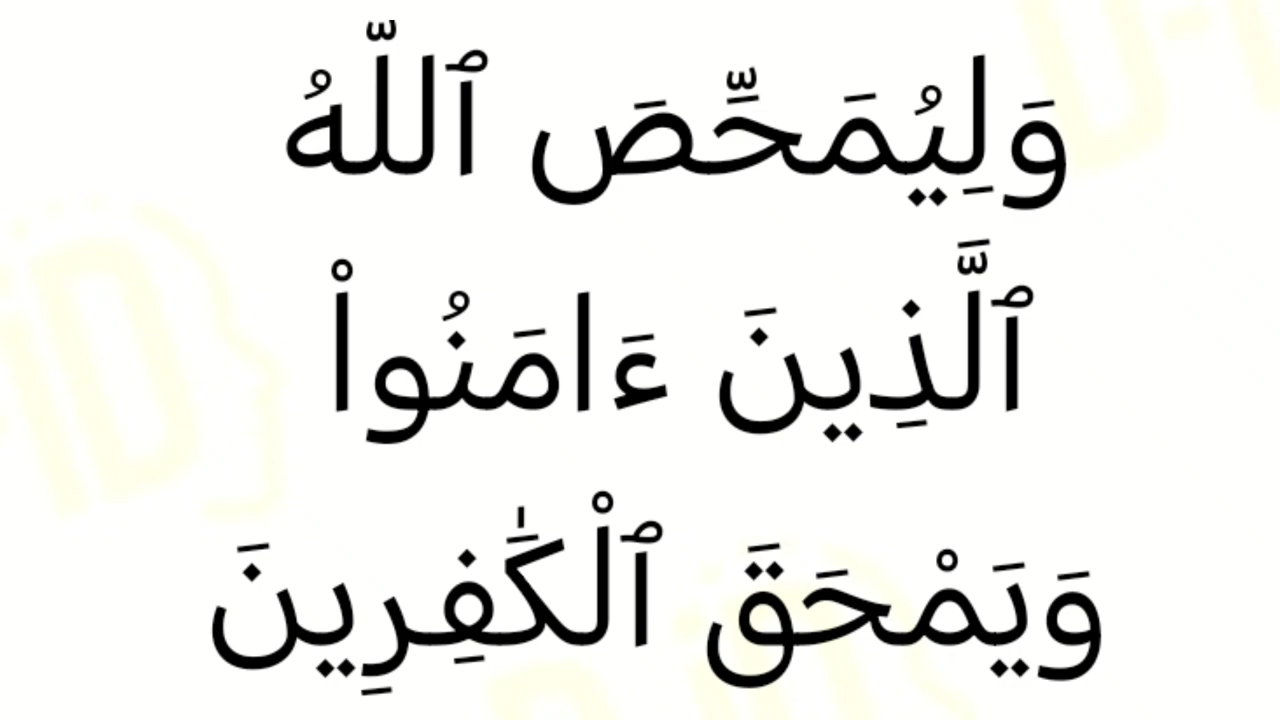 وَلِيُمَحِّصَ ٱللّهُ
ٱلَّذِينَ ءَامَنُواْ
وَيَمْحَقَ ٱلْكَٰفِرِينَ